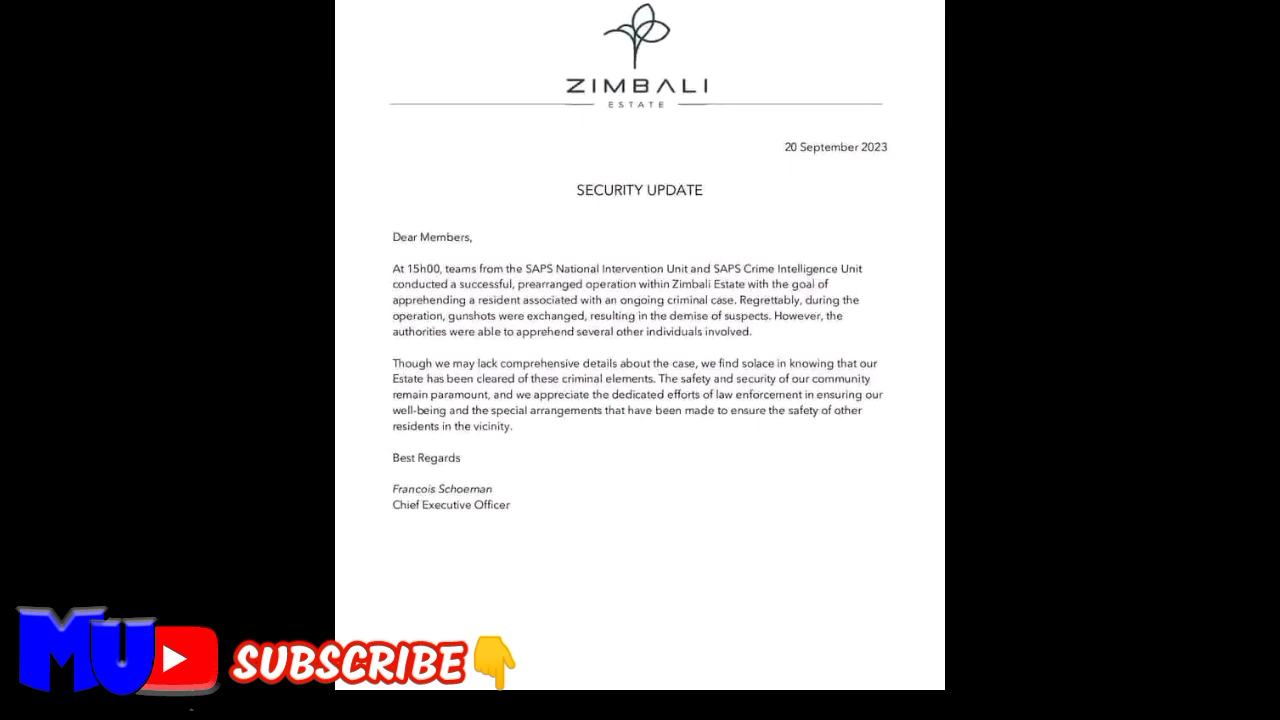 ZIMBALI
ESTATE
20 September 2023
SECURITY UPDATE
Dear Members,
At 15h00, teams from the SAPS National Intervention Unit and SAPS Crime Intelligence Unit
conducted a successful, prearranged operation within Zimbali Estate with the goal of
apprehending a resident associated with an ongoing criminal case. Regrettably, during the
operation, gunshots were exchanged, resulting in the demise of suspects. However, the
authorities were able to apprehend several other individuals involved.
Though we may lack comprehensive details about the case, we find solace in knowing that our
Estate has been cleared of these criminal elements. The safety and security of our community
remain paramount, and we appreciate the dedicated efforts of law enforcement in ensuring our
well-being and the special arrangements that have been made to ensure the safety of other
residents in the vicinity.
Best Regards
Francois Schoeman
Chief Executive Officer
MU
SUBSCRIBE